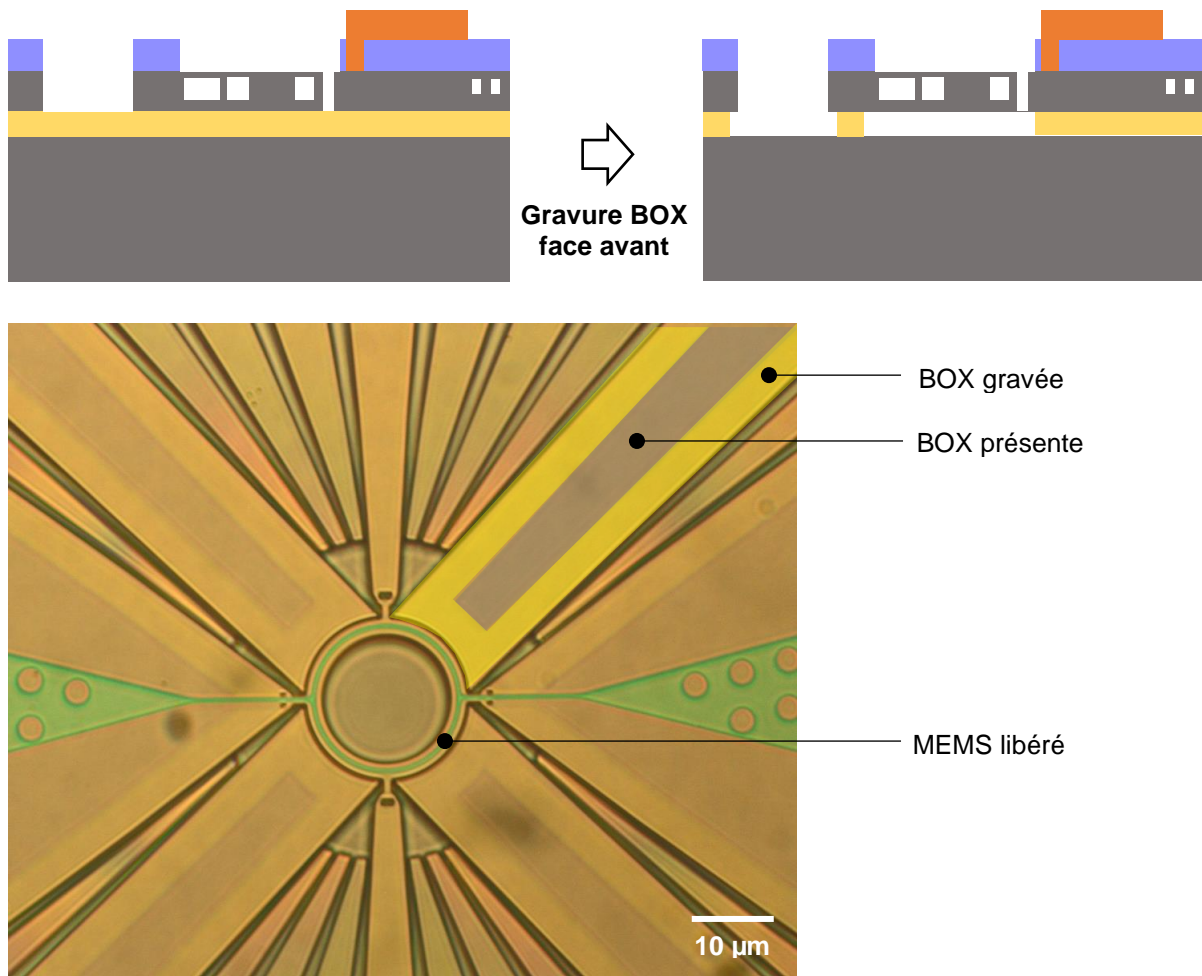 Gravure BOX
face avant
BOX gravée
BOX présente
MEMS libéré
10 µm